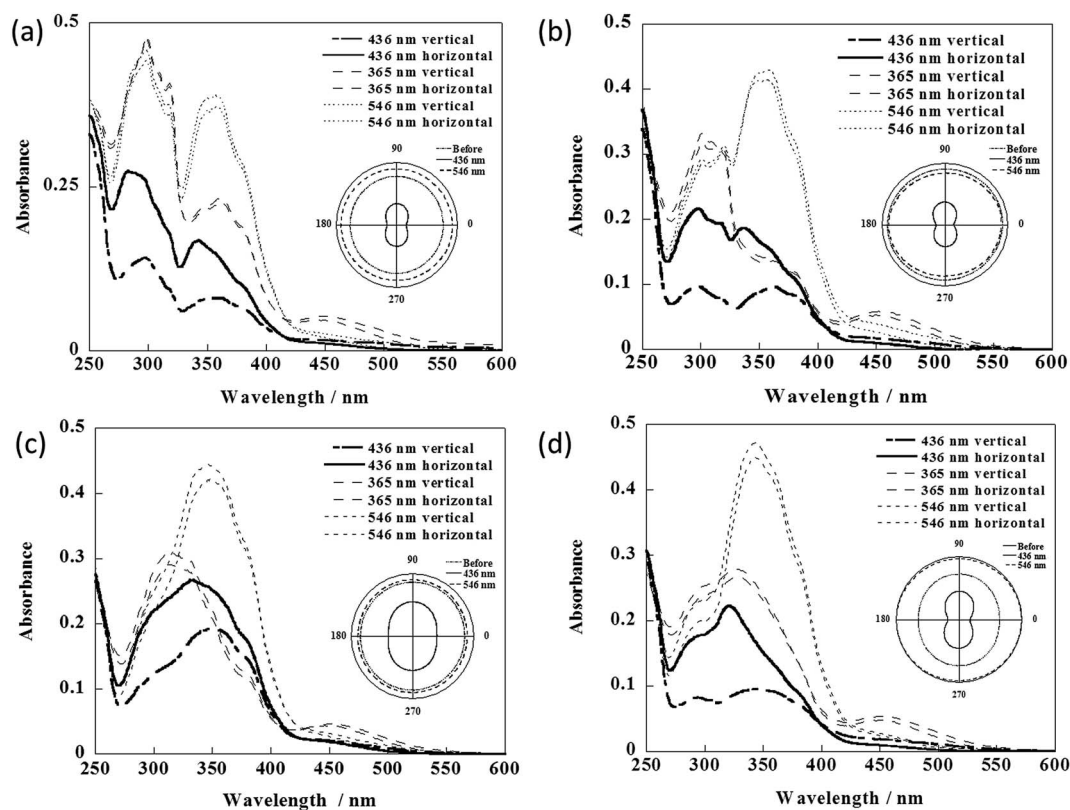 (a)
0.5
0.25
0
Absorbance
436 nm vertical
436 nm horizontal
365 nm vertical
365 nm horizontal
546 nm vertical
546 nm horizontal
Before
436 nm
546 nm
90
180
0
270
250 300 350 400 450 500 550 600
Wavelength / nm
(b)
0.5
0.4
0.3
0.2
0.1
0
Absorbance
436 nm vertical
436 nm horizontal
365 nm vertical
365 nm horizontal
546 nm vertical
546 nm horizontal
Before
436 nm
546 nm
90
180
0
270
250 300 350 400 450 500 550 600
Wavelength / nm
(c)
0.5
0.4
0.3
0.2
0.1
0
Absorbance
436 nm vertical
436 nm horizontal
365 nm vertical
365 nm horizontal
546 nm vertical
546 nm horizontal
Before
436 nm
546 nm
90
180
0
270
250 300 350 400 450 500 550 600
Wavelength / nm
(d)
0.5
0.4
0.3
0.2
0.1
0
Absorbance
436 nm vertical
436 nm horizontal
365 nm vertical
365 nm horizontal
546 nm vertical
546 nm horizontal
Before
436 nm
546 nm
90
180
0
270
250 300 350 400 450 500 550 600
Wavelength / nm